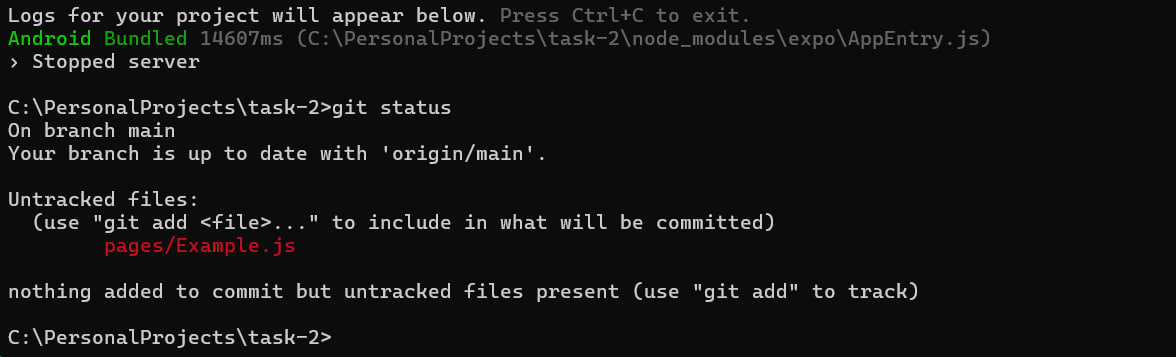 Logs for your project will appear below. Press Ctrl+C to exit.
Android Bundled 14607ms (C:\PersonalProjects\task-2\node_modules\expo\AppEntry.js)
› Stopped server
C:\PersonalProjects\task-2>git status
On branch main
Your branch is up to date with 'origin/main'.
Untracked files:
  (use "git add <file>..." to include in what will be committed)
        pages/Example.js
nothing added to commit but untracked files present (use "git add" to track)
C:\PersonalProjects\task-2>